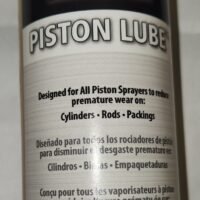 PISTON LUBE
Designed for All Piston Sprayers to reduce
premature wear on:
Cylinders • Rods • Packings
Diseñado para todos los rociadores de pistón
para disminuir el desgaste prematuro en:
Cilindros • Bielas • Empaquetaduras
Conçu pour tous les vaporisateurs à piston